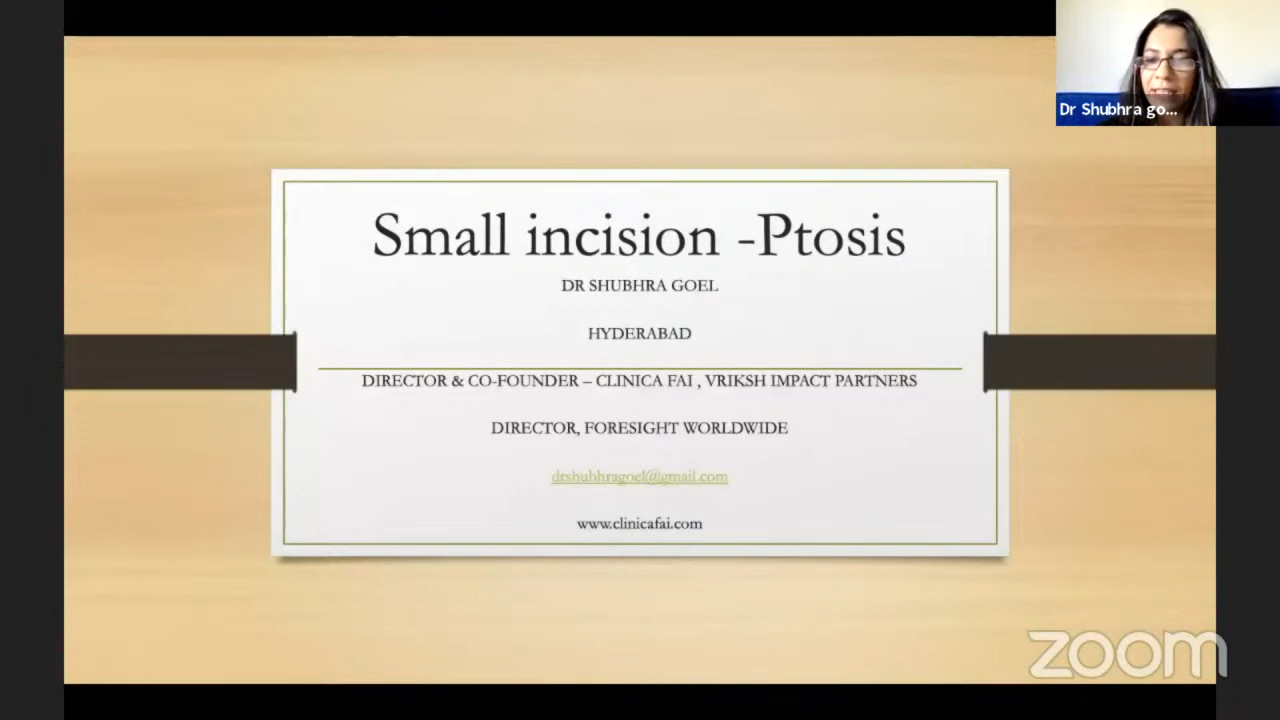 Dr Shubhra go...
Small incision -Ptosis
DR SHUBHRA GOEL
HYDERABAD
DIRECTOR & CO-FOUNDER – CLINICA FAI , VRIKSH IMPACT PARTNERS
DIRECTOR, FORESIGHT WORLDWIDE
drshubhragoel@gmail.com
www.clinicafai.com
zoom